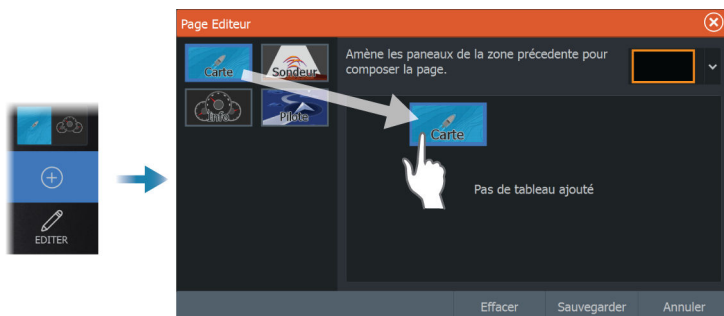 Page Editeur
Carte
Sondeur
Info
Pilote
Amène les paneaux de la zone précedente pour
composer la page.
Carte
Pas de tableau ajouté
EDITER
Effacer
Sauvegarder
Annuler